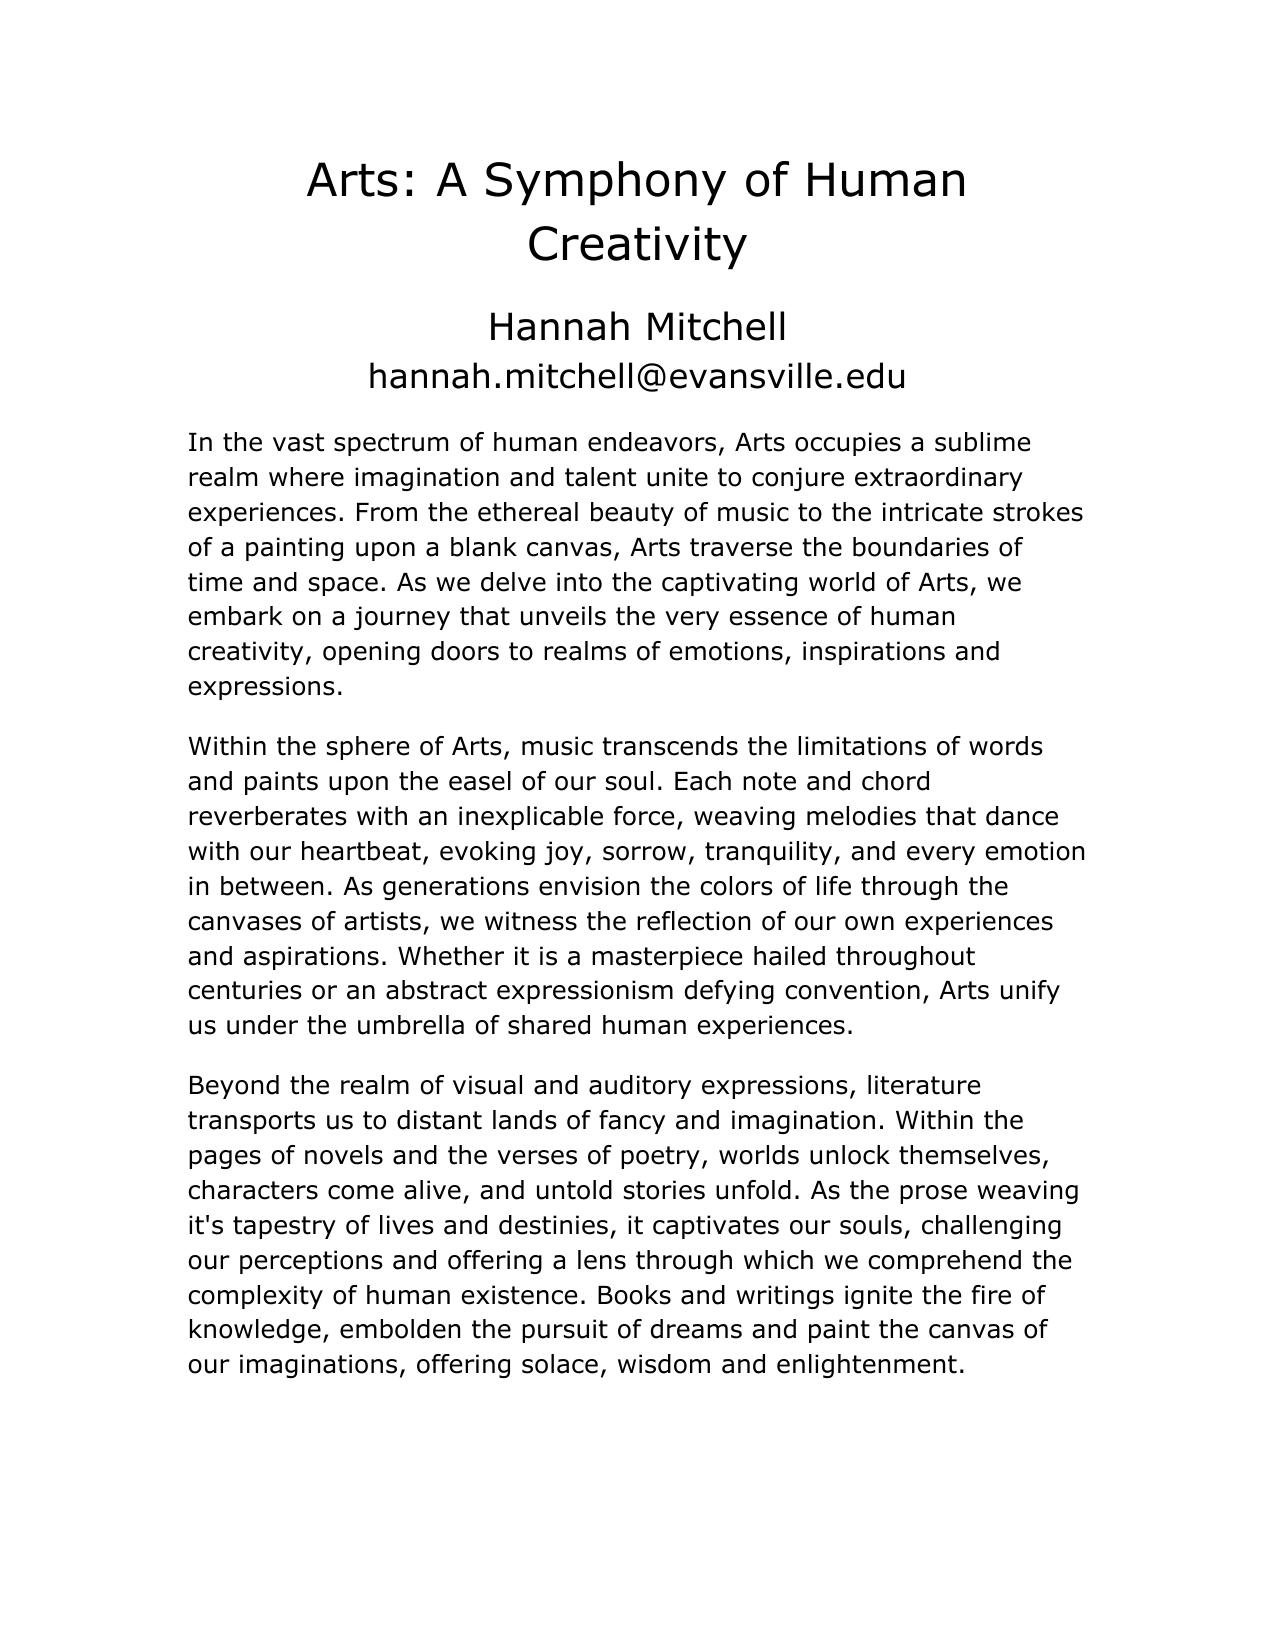 Arts: A Symphony of Human
Creativity
Hannah Mitchell
hannah.mitchell@evansville.edu
In the vast spectrum of human endeavors, Arts occupies a sublime
realm where imagination and talent unite to conjure extraordinary
experiences. From the ethereal beauty of music to the intricate strokes
of a painting upon a blank canvas, Arts traverse the boundaries of
time and space. As we delve into the captivating world of Arts, we
embark on a journey that unveils the very essence of human
creativity, opening doors to realms of emotions, inspirations and
expressions.
Within the sphere of Arts, music transcends the limitations of words
and paints upon the easel of our soul. Each note and chord
reverberates with an inexplicable force, weaving melodies that dance
with our heartbeat, evoking joy, sorrow, tranquility, and every emotion
in between. As generations envision the colors of life through the
canvases of artists, we witness the reflection of our own experiences
and aspirations. Whether it is a masterpiece hailed throughout
centuries or an abstract expressionism defying convention, Arts unify
us under the umbrella of shared human experiences.
Beyond the realm of visual and auditory expressions, literature
transports us to distant lands of fancy and imagination. Within the
pages of novels and the verses of poetry, worlds unlock themselves,
characters come alive, and untold stories unfold. As the prose weaving
it's tapestry of lives and destinies, it captivates our souls, challenging
our perceptions and offering a lens through which we comprehend the
complexity of human existence. Books and writings ignite the fire of
knowledge, embolden the pursuit of dreams and paint the canvas of
our imaginations, offering solace, wisdom and enlightenment.